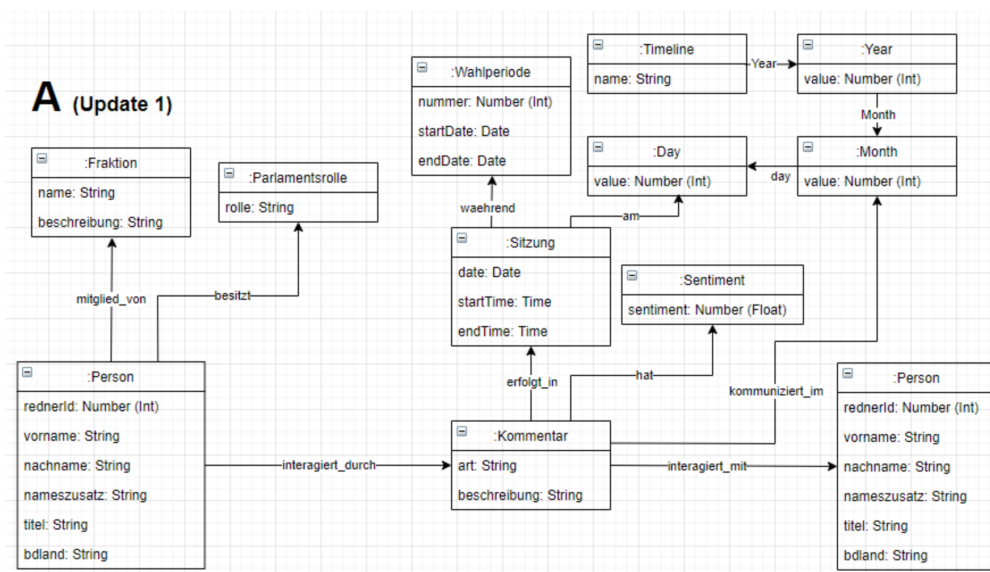 A (Update 1)
:Fraktion
name: String
beschreibung: String
:Parlamentsrolle
rolle: String
:Wahlperiode
nummer: Number (Int)
startDate: Date
endDate: Date
:Timeline
name: String
Year
:Year
value: Number (Int)
Month
:Day
value: Number (Int)
day
:Month
value: Number (Int)
waehrend
am
:Sitzung
date: Date
startTime: Time
endTime: Time
:Sentiment
sentiment: Number (Float)
mitglied_von
besitzt
erfolgt_in
hat
kommuniziert_im
:Person
rednerId: Number (Int)
vorname: String
nachname: String
nameszusatz: String
titel: String
bdland: String
interagiert_durch
:Kommentar
art: String
beschreibung: String
interagiert_mit
:Person
rednerId: Number (Int)
vorname: String
nachname: String
nameszusatz: String
titel: String
bdland: String